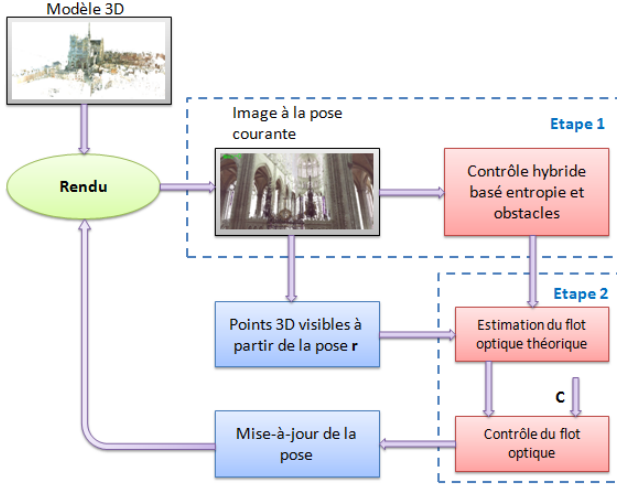 Modèle 3D
Image à la pose
courante
Etape 1
Rendu
Contrôle hybride
basé entropie et
obstacles
Etape 2
Points 3D visibles à
partir de la pose r
Estimation du flot
optique théorique
C
Mise-à-jour de la
pose
Contrôle du flot
optique